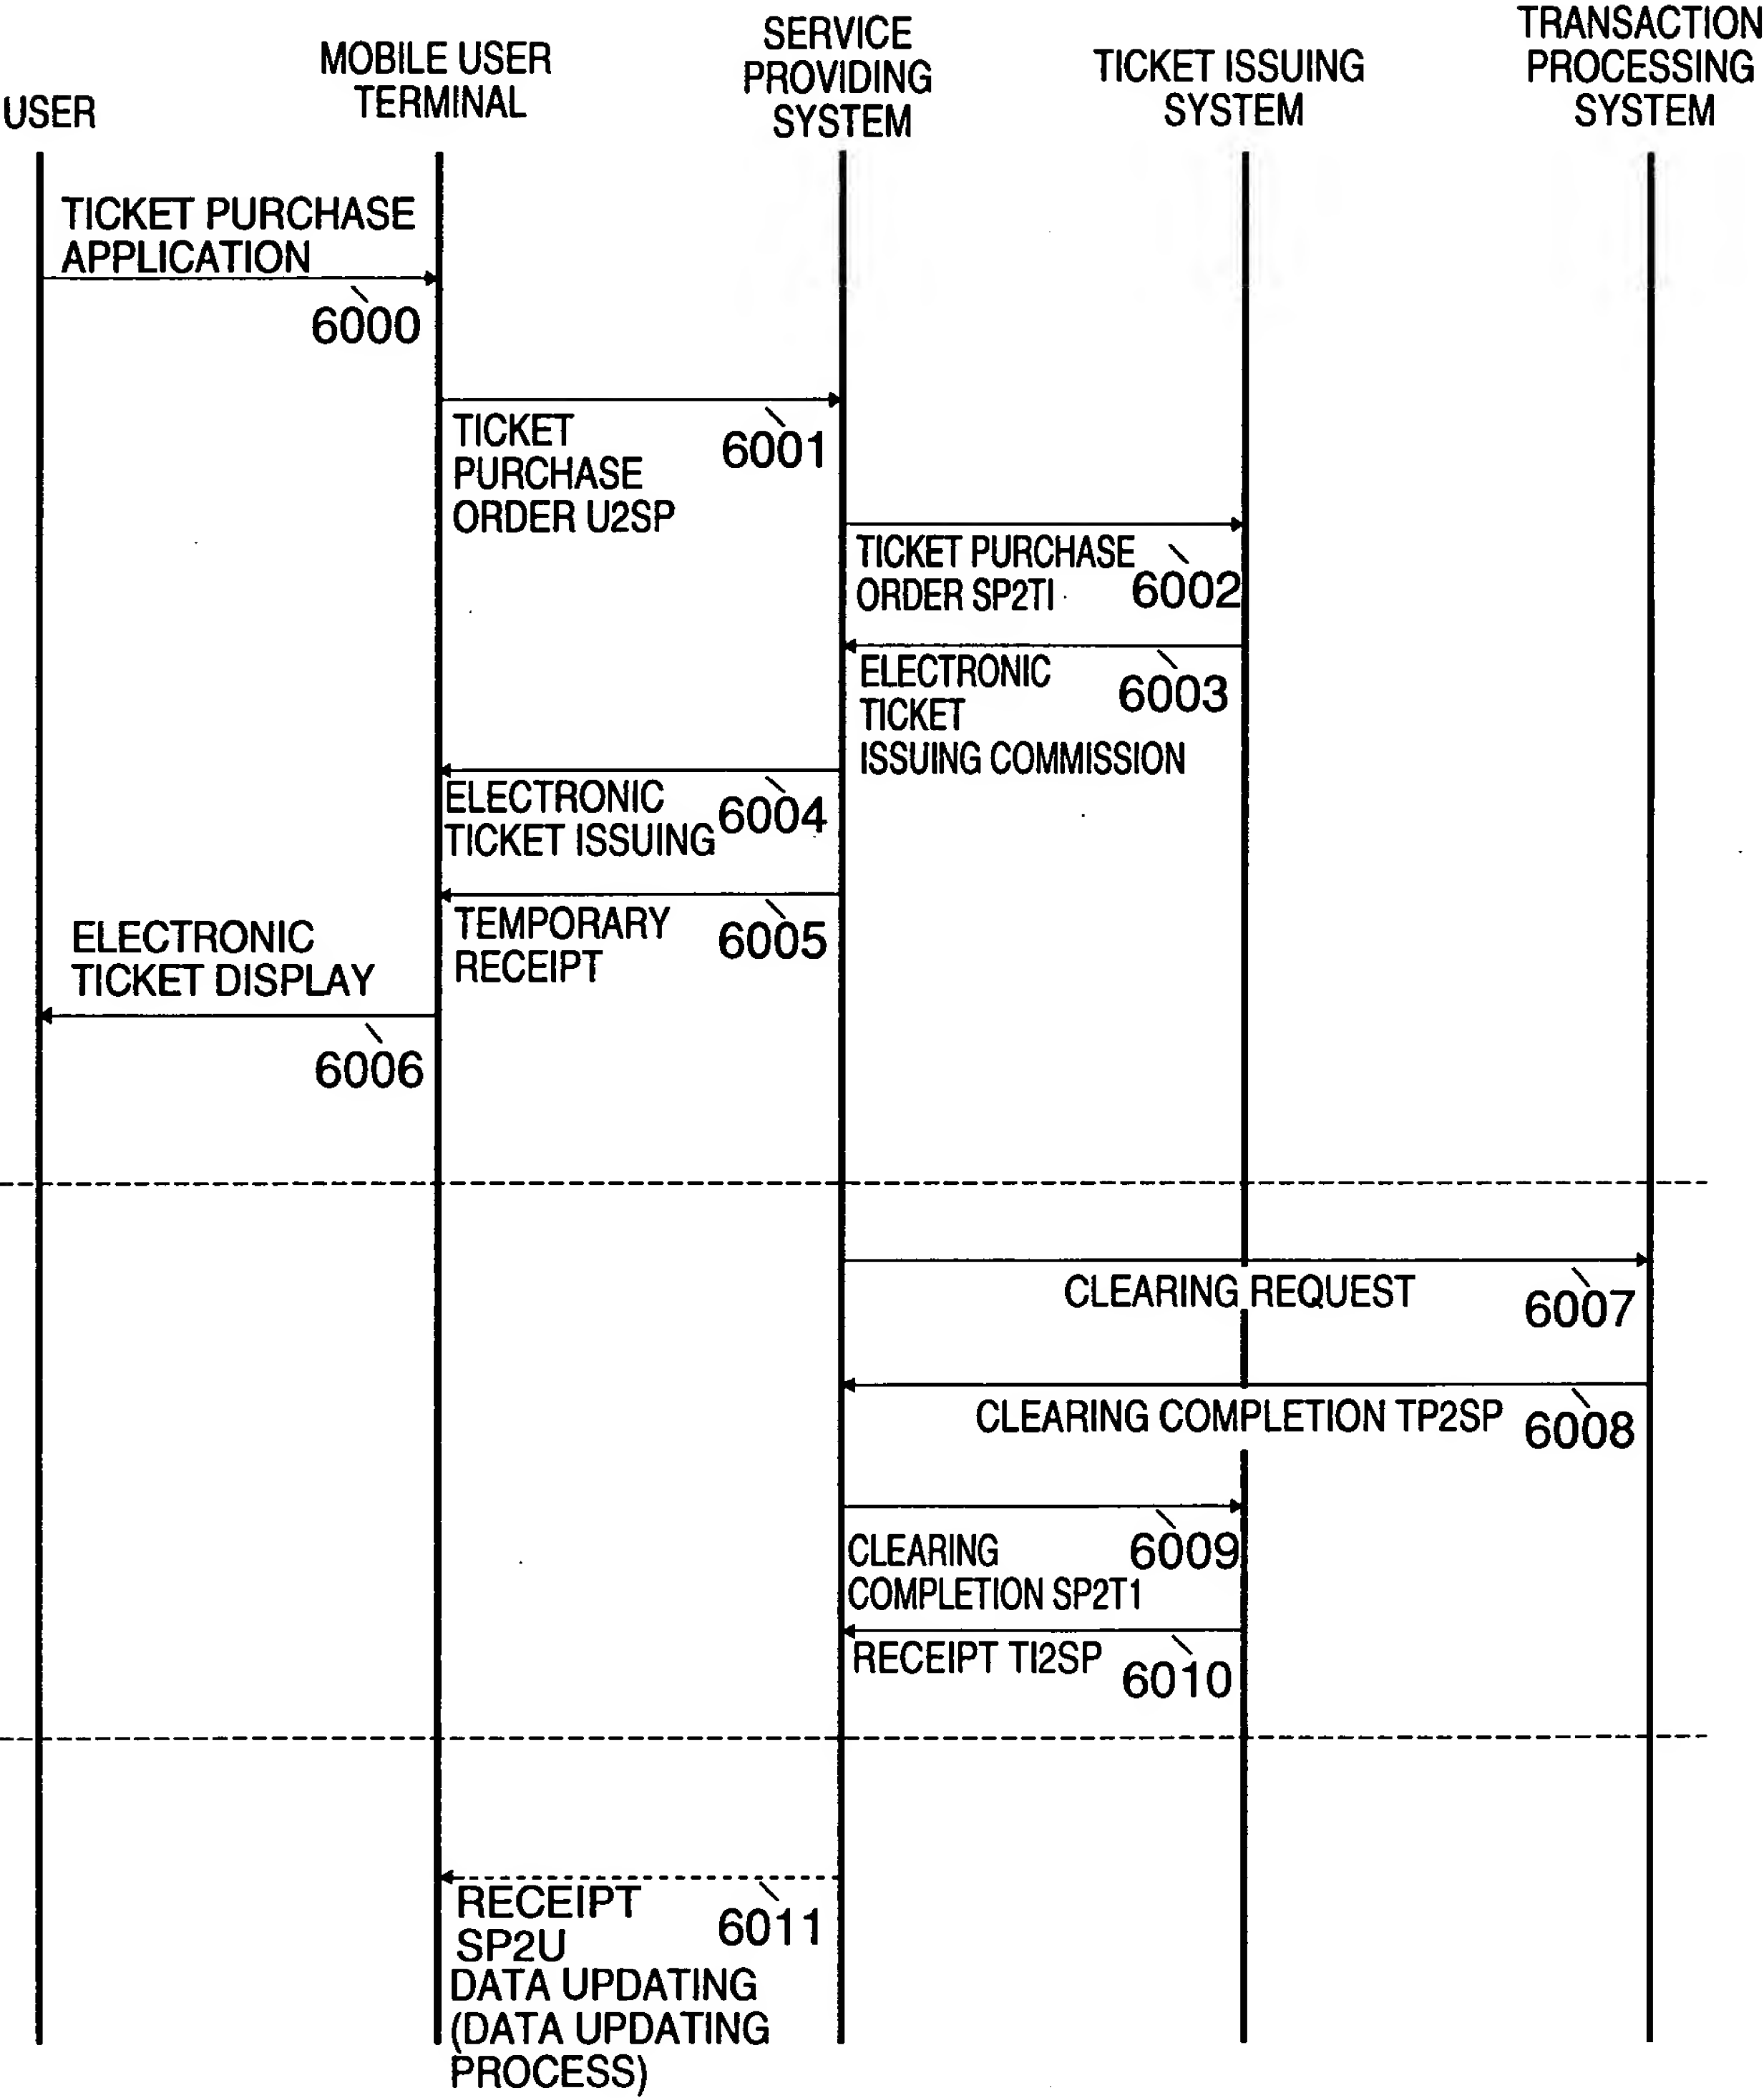 USER
MOBILE USER
TERMINAL
SERVICE
PROVIDING
SYSTEM
TICKET ISSUING
SYSTEM
TRANSACTION
PROCESSING
SYSTEM
TICKET PURCHASE
APPLICATION
6000
TICKET
PURCHASE
ORDER U2SP
6001
TICKET PURCHASE
ORDER SP2TI
6002
ELECTRONIC
TICKET
ISSUING COMMISSION
6003
ELECTRONIC
TICKET ISSUING
6004
TEMPORARY
RECEIPT
6005
ELECTRONIC
TICKET DISPLAY
6006
CLEARING REQUEST
6007
CLEARING COMPLETION TP2SP
6008
CLEARING
COMPLETION SP2T1
6009
RECEIPT TI2SP
6010
RECEIPT
SP2U
6011
DATA UPDATING
(DATA UPDATING
PROCESS)